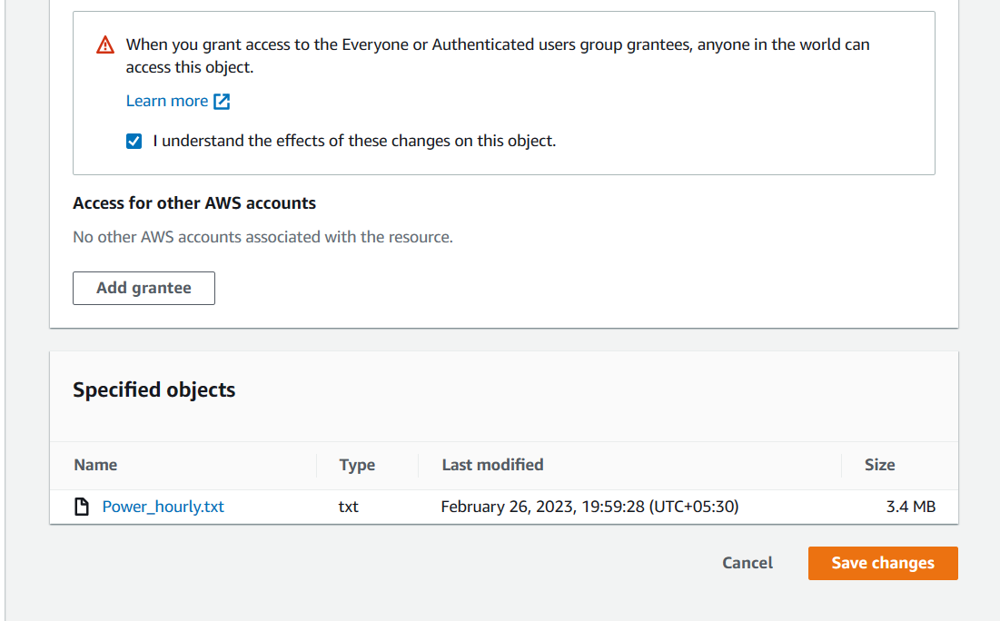 When you grant access to the Everyone or Authenticated users group grantees, anyone in the world can
access this object.
Learn more
I understand the effects of these changes on this object.
Access for other AWS accounts
No other AWS accounts associated with the resource.
Add grantee
Specified objects
Name Type Last modified Size
Power_hourly.txt txt February 26, 2023, 19:59:28 (UTC+05:30) 3.4 MB
Cancel Save changes